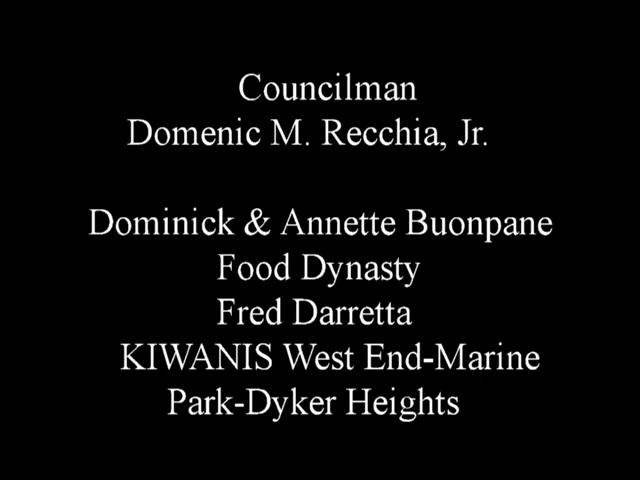 Councilman
Domenic M. Recchia, Jr.
Dominick & Annette Buonpane
Food Dynasty
Fred Darretta
KIWANIS West End-Marine
Park-Dyker Heights